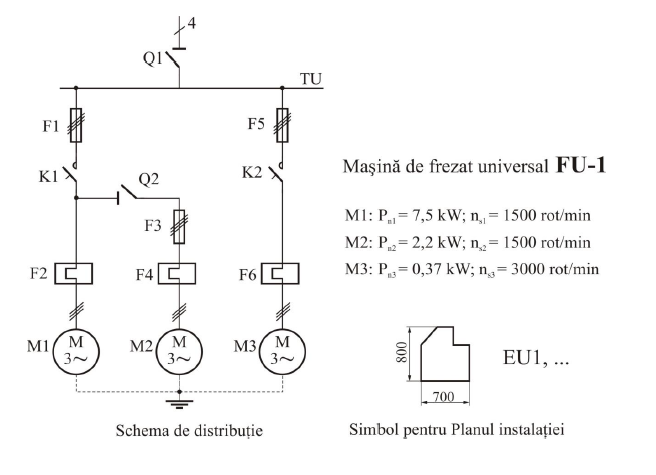 4
Q1
TU
F1
F5
K1
Q2
K2
F3
F2
F4
F6
M1
M
3~
M2
M
3~
M3
M
3~
Schema de distribuție
Maşină de frezat universal FU-1
M1: Pn1 = 7,5 kW; ns1 = 1500 rot/min
M2: Pn2 = 2,2 kW; ns2 = 1500 rot/min
M3: Pn3 = 0,37 kW; ns3 = 3000 rot/min
800
700
EU1, ...
Simbol pentru Planul instalației